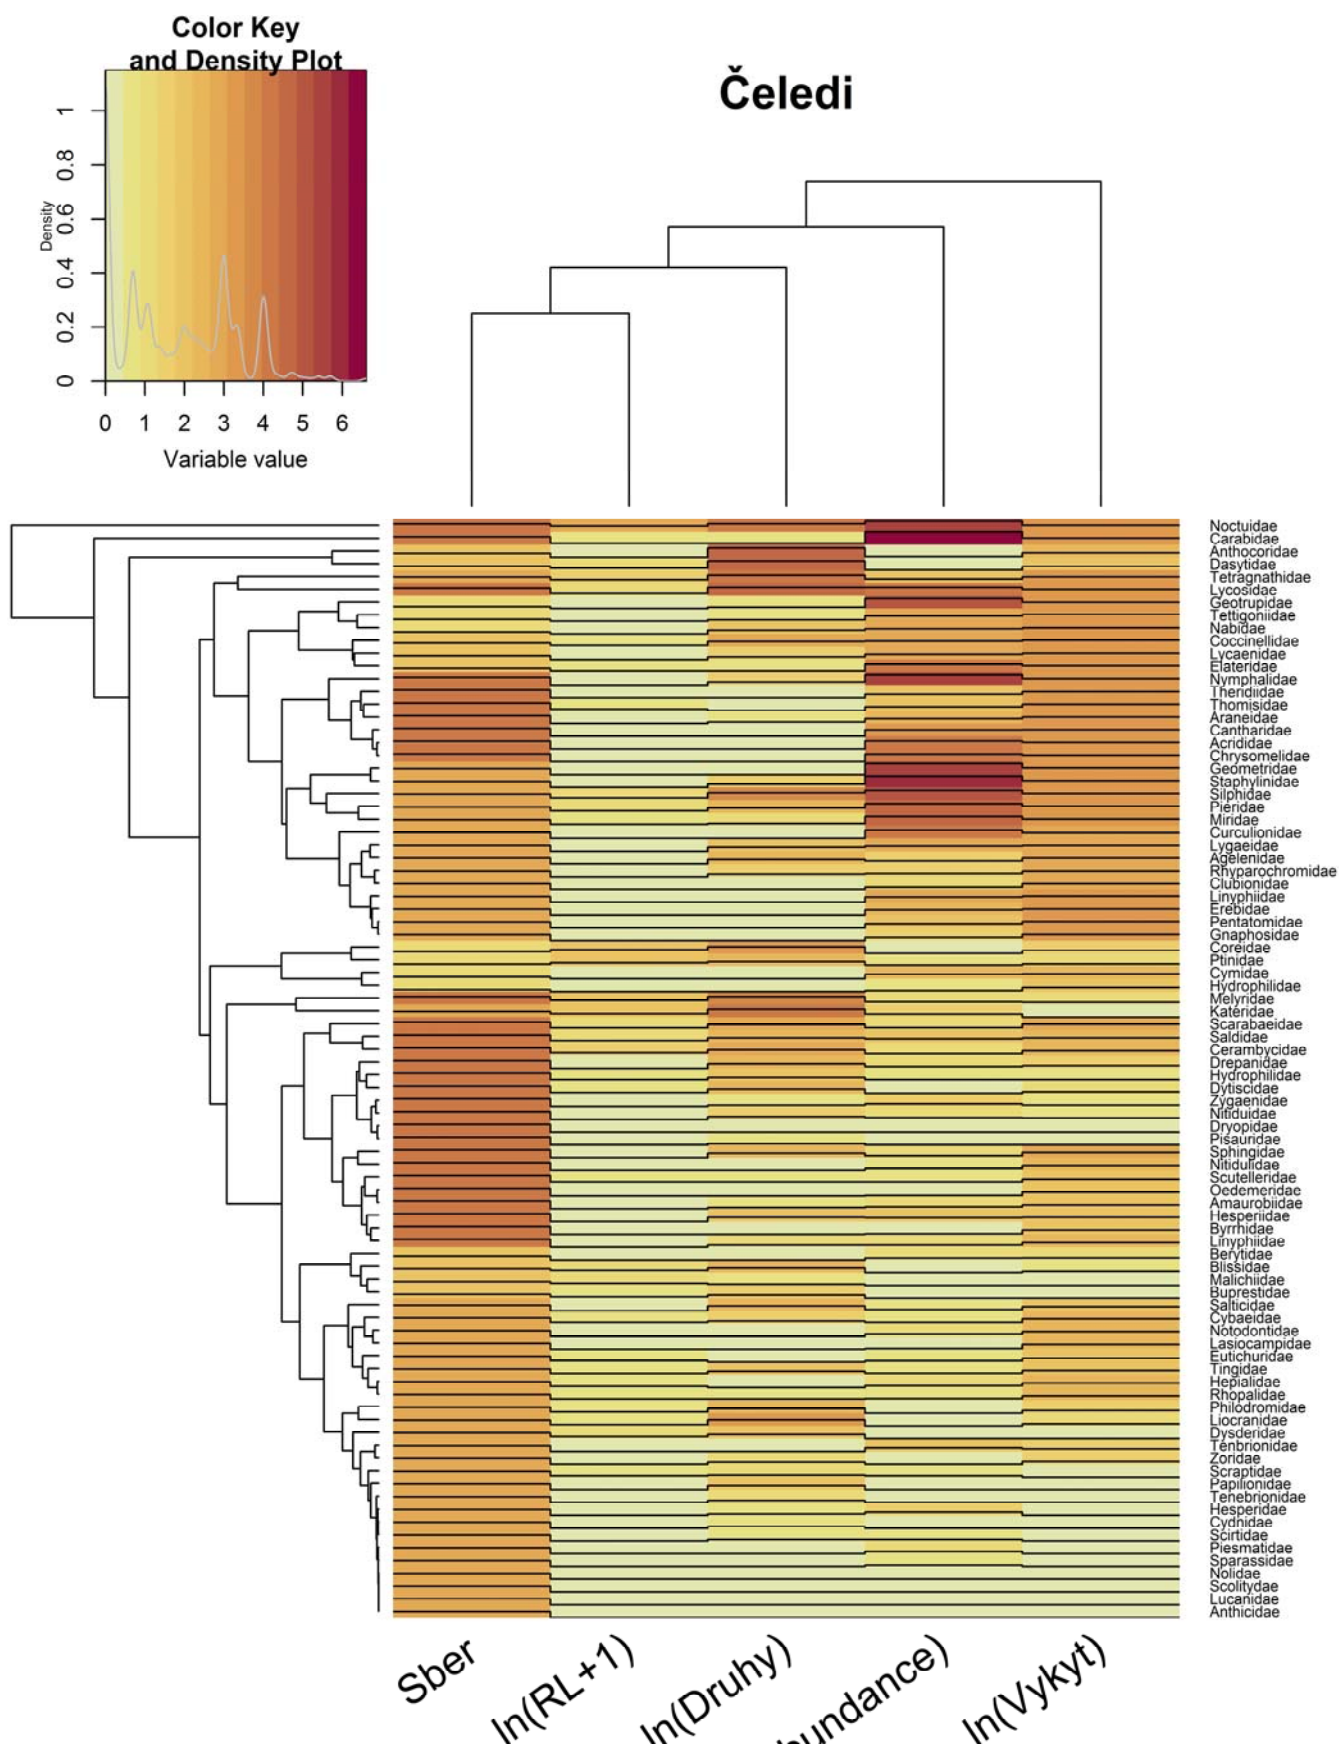 Color Key
and Density Plot
Density
0
0.2
0.4
0.6
0.8
1
0 1 2 3 4 5 6
Variable value
Čeledi
Noctuidae
Carabidae
Anthocoridae
Dasytidae
Tetragnathidae
Lycosidae
Geotrupidae
Tettigoniidae
Nabidae
Coccinellidae
Lycaenidae
Elateridae
Nymphalidae
Theridiidae
Thomisidae
Araneidae
Cantharidae
Acrididae
Chrysomelidae
Geometridae
Staphylinidae
Silphidae
Pieridae
Miridae
Curculionidae
Lygaeidae
Agelenidae
Rhyparochromidae
Clubionidae
Linyphiidae
Erebidae
Pentatomidae
Gnaphosidae
Coreidae
Ptinidae
Cymidae
Hydrophilidae
Melyridae
Kateridae
Scarabaeidae
Saldidae
Cerambycidae
Drepanidae
Hydrophilidae
Dytiscidae
Zygaenidae
Nitiduidae
Dryopidae
Pisauridae
Sphingidae
Nitidulidae
Scutelleridae
Oedemeridae
Amaurobiidae
Hesperiidae
Byrrhidae
Linyphiidae
Berytidae
Blissidae
Malichiidae
Buprestidae
Salticidae
Cybaeidae
Notodontidae
Lasiocampidae
Eutichuridae
Tingidae
Hepialidae
Rhopalidae
Philodromidae
Liocranidae
Dysderidae
Tenbrionidae
Zoridae
Scraptidae
Papilionidae
Tenebrionidae
Hesperidae
Cydnidae
Scirtidae
Piesmatidae
Sparassidae
Nolidae
Scolitydae
Lucanidae
Anthicidae
Sber
ln(RL+1)
ln(Druhy)
bundance)
ln(Vykyt)